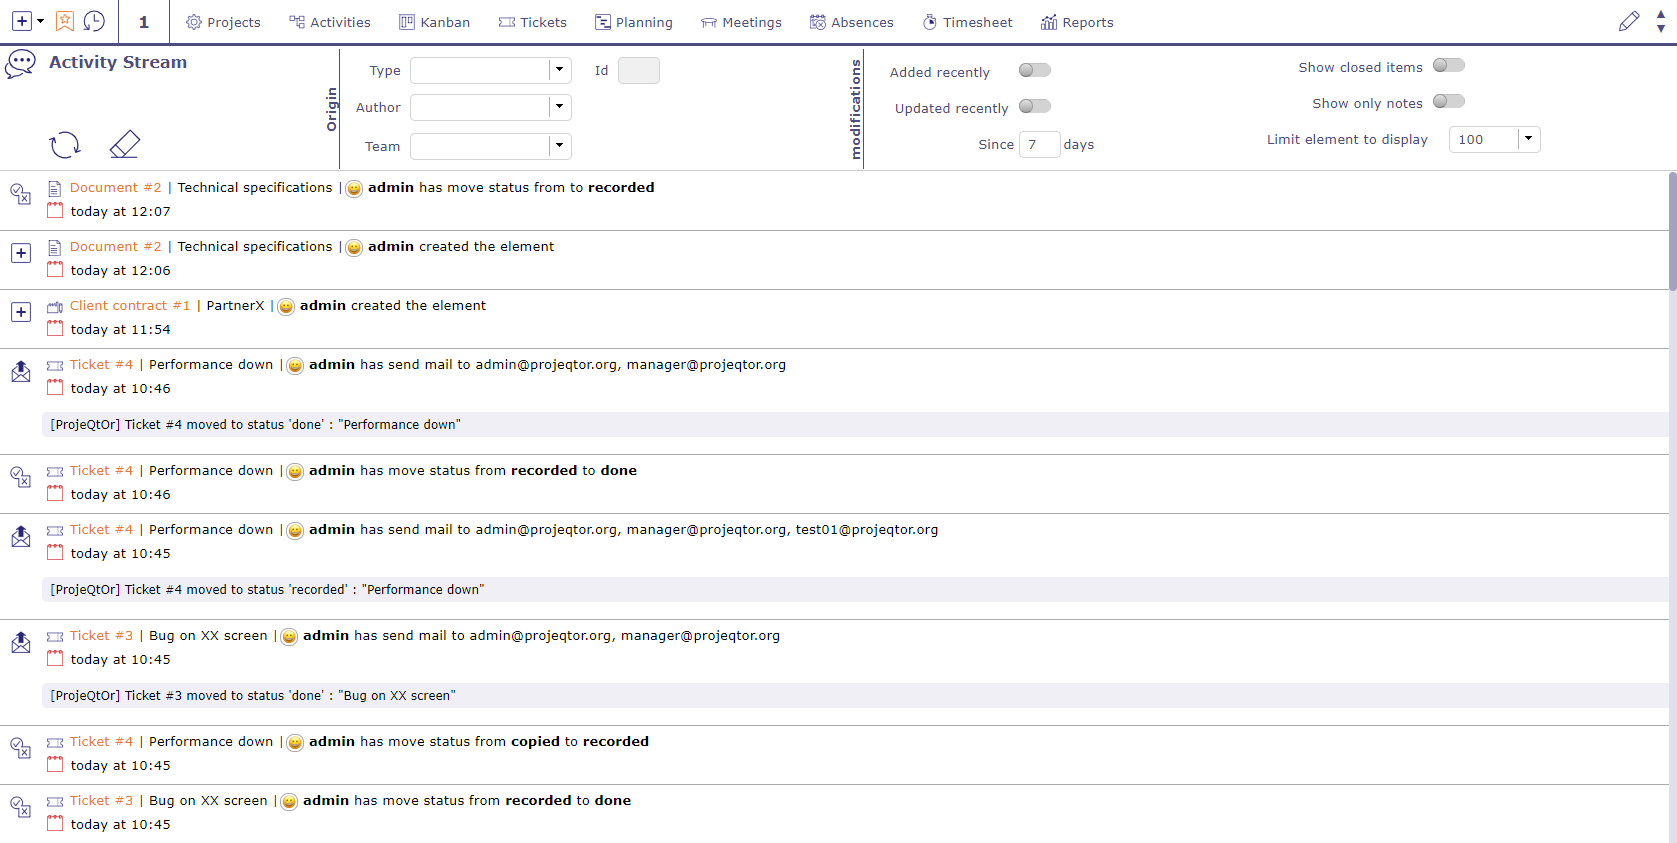 1 Projects Activities Kanban Tickets Planning Meetings Absences Timesheet Reports
Activity Stream
Origin
Type Id
Author
Team
modifications
Added recently
Updated recently
Since 7 days
Show closed items
Show only notes
Limit element to display 100
Document #2 | Technical specifications | admin has move status from to recorded
today at 12:07
Document #2 | Technical specifications | admin created the element
today at 12:06
Client contract #1 | PartnerX | admin created the element
today at 11:54
Ticket #4 | Performance down | admin has send mail to admin@projeqtor.org, manager@projeqtor.org
today at 10:46
[ProjeQtOr] Ticket #4 moved to status 'done' : "Performance down"
Ticket #4 | Performance down | admin has move status from recorded to done
today at 10:46
Ticket #4 | Performance down | admin has send mail to admin@projeqtor.org, manager@projeqtor.org, test01@projeqtor.org
today at 10:45
[ProjeQtOr] Ticket #4 moved to status 'recorded' : "Performance down"
Ticket #3 | Bug on XX screen | admin has send mail to admin@projeqtor.org, manager@projeqtor.org
today at 10:45
[ProjeQtOr] Ticket #3 moved to status 'done' : "Bug on XX screen"
Ticket #4 | Performance down | admin has move status from copied to recorded
today at 10:45
Ticket #3 | Bug on XX screen | admin has move status from recorded to done
today at 10:45